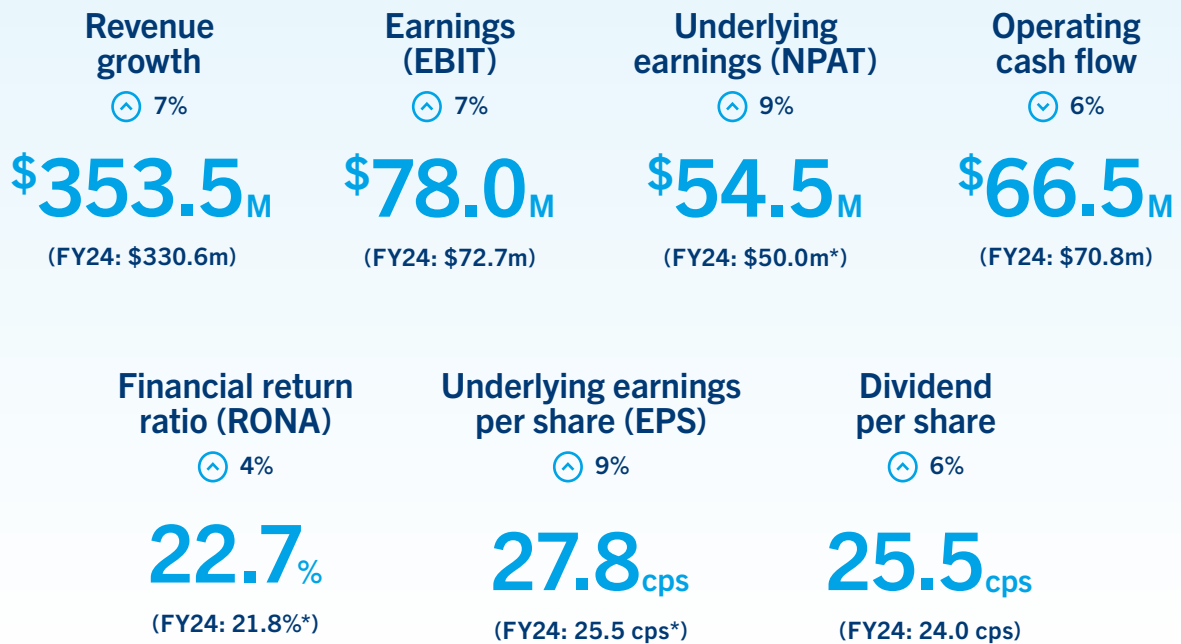 Revenue
growth
7%
$353.5M
(FY24: $330.6m)
Earnings
(EBIT)
7%
$78.0M
(FY24: $72.7m)
Underlying
earnings (NPAT)
9%
$54.5M
(FY24: $50.0m*)
Operating
cash flow
6%
$66.5M
(FY24: $70.8m)
Financial return
ratio (RONA)
4%
22.7%
(FY24: 21.8%*)
Underlying earnings
per share (EPS)
9%
27.8cps
(FY24: 25.5 cps*)
Dividend
per share
6%
25.5cps
(FY24: 24.0 cps)